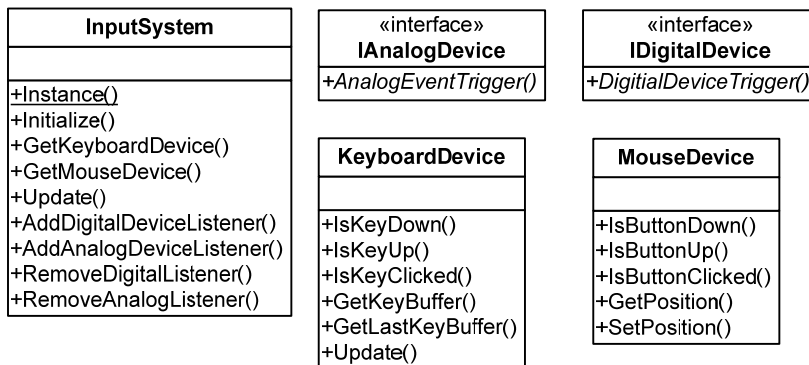 InputSystem
+Instance()
+Initialize()
+GetKeyboardDevice()
+GetMouseDevice()
+Update()
+AddDigitalDeviceListener()
+AddAnalogDeviceListener()
+RemoveDigitalListener()
+RemoveAnalogListener()
«interface»
IAnalogDevice
+AnalogEventTrigger()
«interface»
IDigitalDevice
+DigitialDeviceTrigger()
KeyboardDevice
+IsKeyDown()
+IsKeyUp()
+IsKeyClicked()
+GetKeyBuffer()
+GetLastKeyBuffer()
+Update()
MouseDevice
+IsButtonDown()
+IsButtonUp()
+IsButtonClicked()
+GetPosition()
+SetPosition()